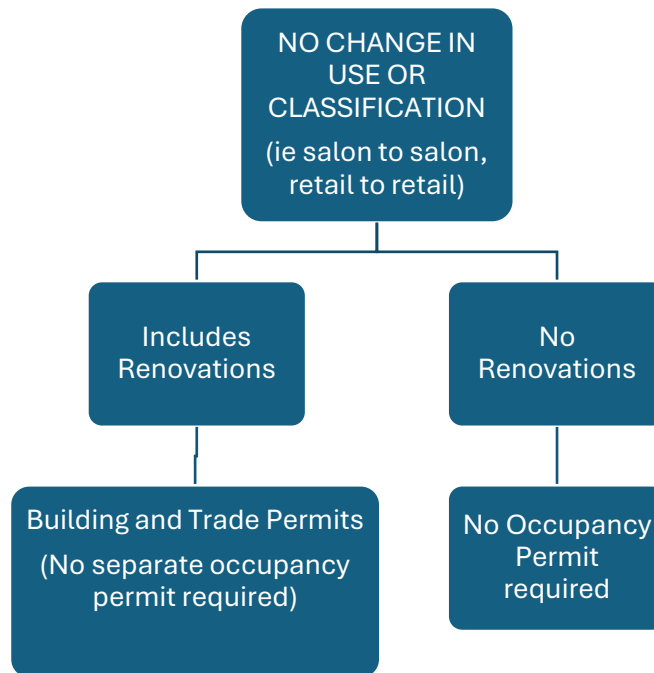 NO CHANGE IN
USE OR
CLASSIFICATION
(ie salon to salon,
retail to retail)
Includes
Renovations
No
Renovations
Building and Trade Permits
(No separate occupancy
permit required)
No Occupancy
Permit
required